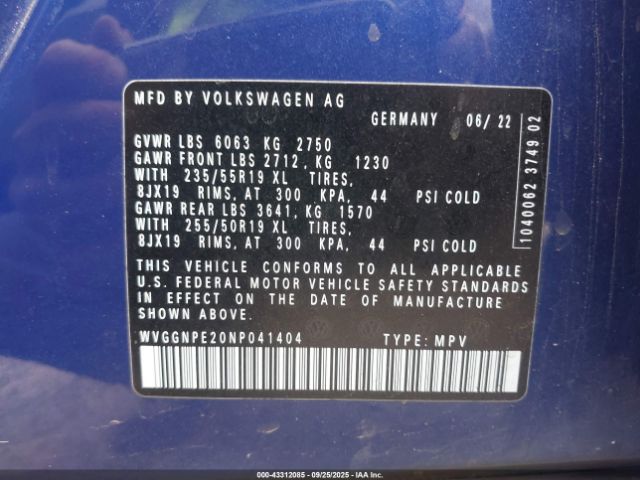 MFD BY VOLKSWAGEN AG
GERMANY 06/ 22
GVWR LBS 6063 KG 2750
GAWR FRONT LBS 2712, KG 1230
WITH 235/55R19 XL TIRES,
8JX19 RIMS, AT 300 KPA, 44 PSI COLD
GAWR REAR LBS 3641, KG 1570
WITH 255/50R19 XL TIRES,
8JX19 RIMS, AT 300 KPA, 44 PSI COLD
THIS VEHICLE CONFORMS TO ALL APPLICABLE
U.S. FEDERAL MOTOR VEHICLE SAFETY STANDARDS
IN EFFECT ON THE DATE OF MANUFACTURE
SHOWN ABOVE.
WVGGNPE20NP041404 TYPE: MPV
1040062 3749 02
000-43312085 - 09/25/2025 - IAA Inc.